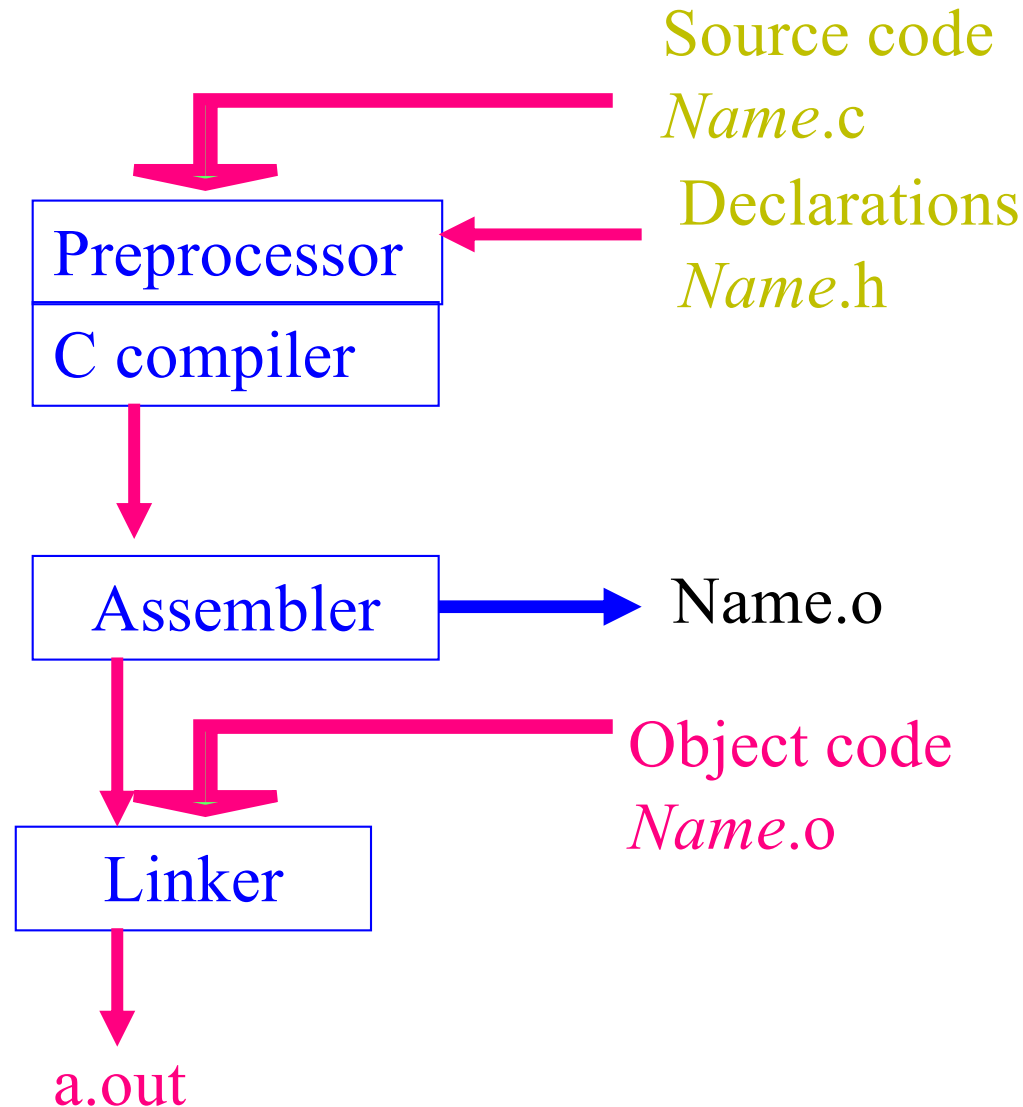 Source code
Name.c
Declarations
Name.h
Preprocessor
C compiler
Assembler
Name.o
Object code
Name.o
Linker
a.out